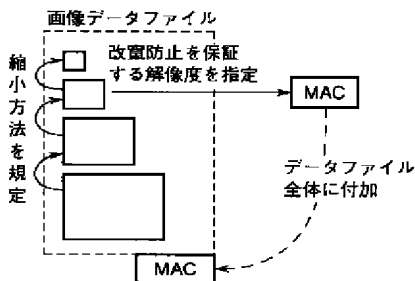 画像データファイル
改竄防止を保証
する解像度を指定
縮小方法を規定
MAC
データファイル
全体に付加
MAC